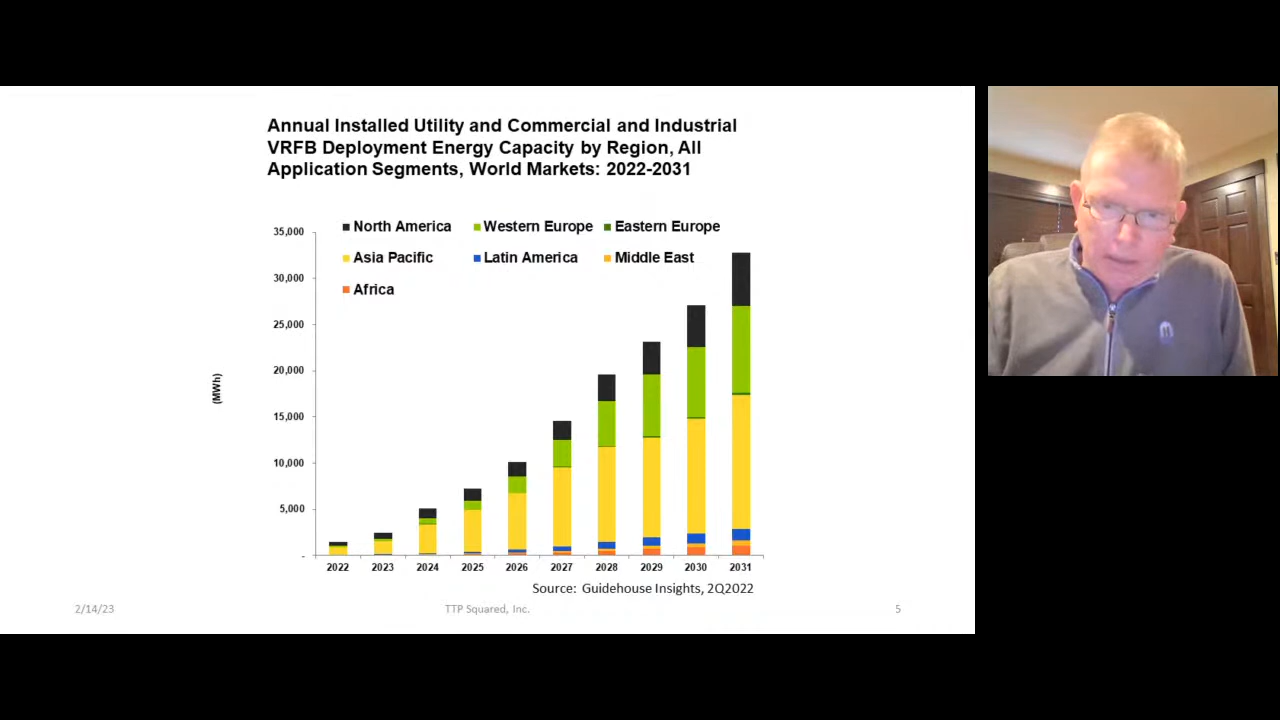 Annual Installed Utility and Commercial and Industrial
VRFB Deployment Energy Capacity by Region, All
Application Segments, World Markets: 2022-2031
North America Western Europe Eastern Europe
Asia Pacific Latin America Middle East
Africa
35,000
30,000
25,000
20,000
15,000
10,000
5,000
-
(MWh)
2022 2023 2024 2025 2026 2027 2028 2029 2030 2031
Source: Guidehouse Insights, 2Q2022
2/14/23 TTP Squared, Inc. 5